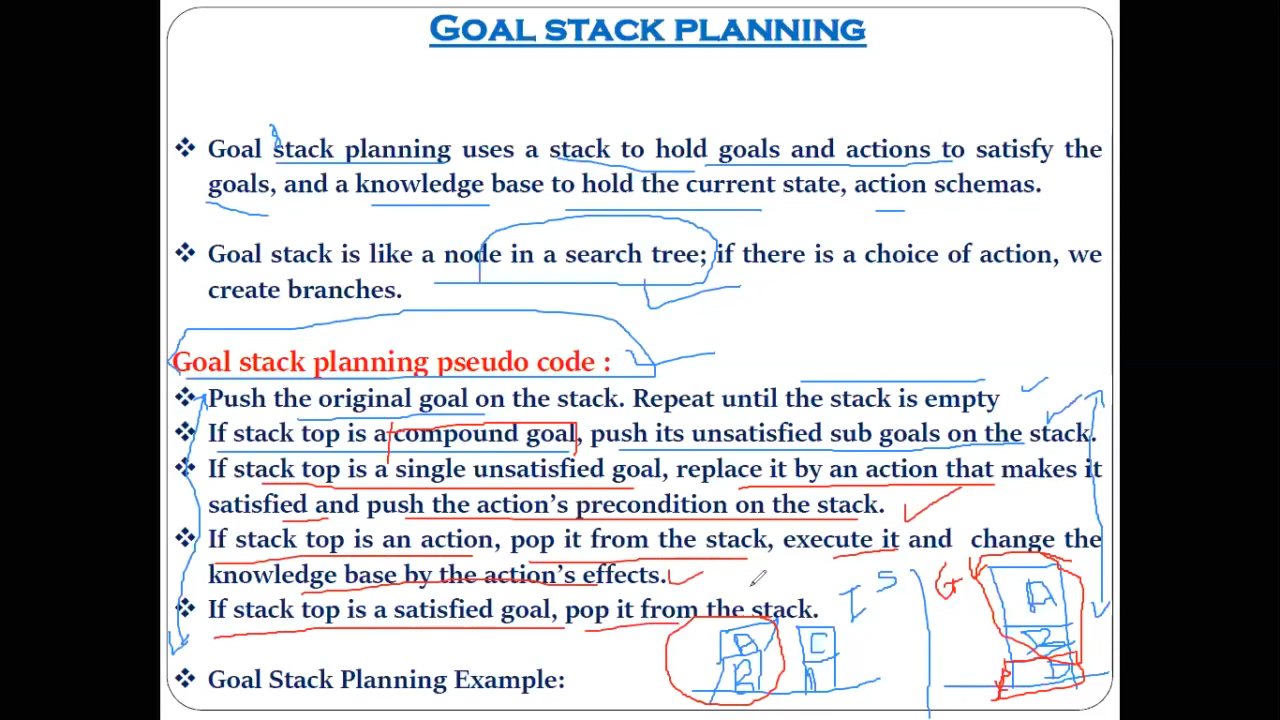 GOAL STACK PLANNING
❖ Goal stack planning uses a stack to hold goals and actions to satisfy the
goals, and a knowledge base to hold the current state, action schemas.
❖ Goal stack is like a node in a search tree; if there is a choice of action, we
create branches.
Goal stack planning pseudo code :
❖ Push the original goal on the stack. Repeat until the stack is empty
❖ If stack top is a compound goal, push its unsatisfied sub goals on the stack.
❖ If stack top is a single unsatisfied goal, replace it by an action that makes it
satisfied and push the action's precondition on the stack.
❖ If stack top is an action, pop it from the stack, execute it and change the
knowledge base by the action's effects.
❖ If stack top is a satisfied goal, pop it from the stack.
I S
G
A
C
❖ Goal Stack Planning Example: